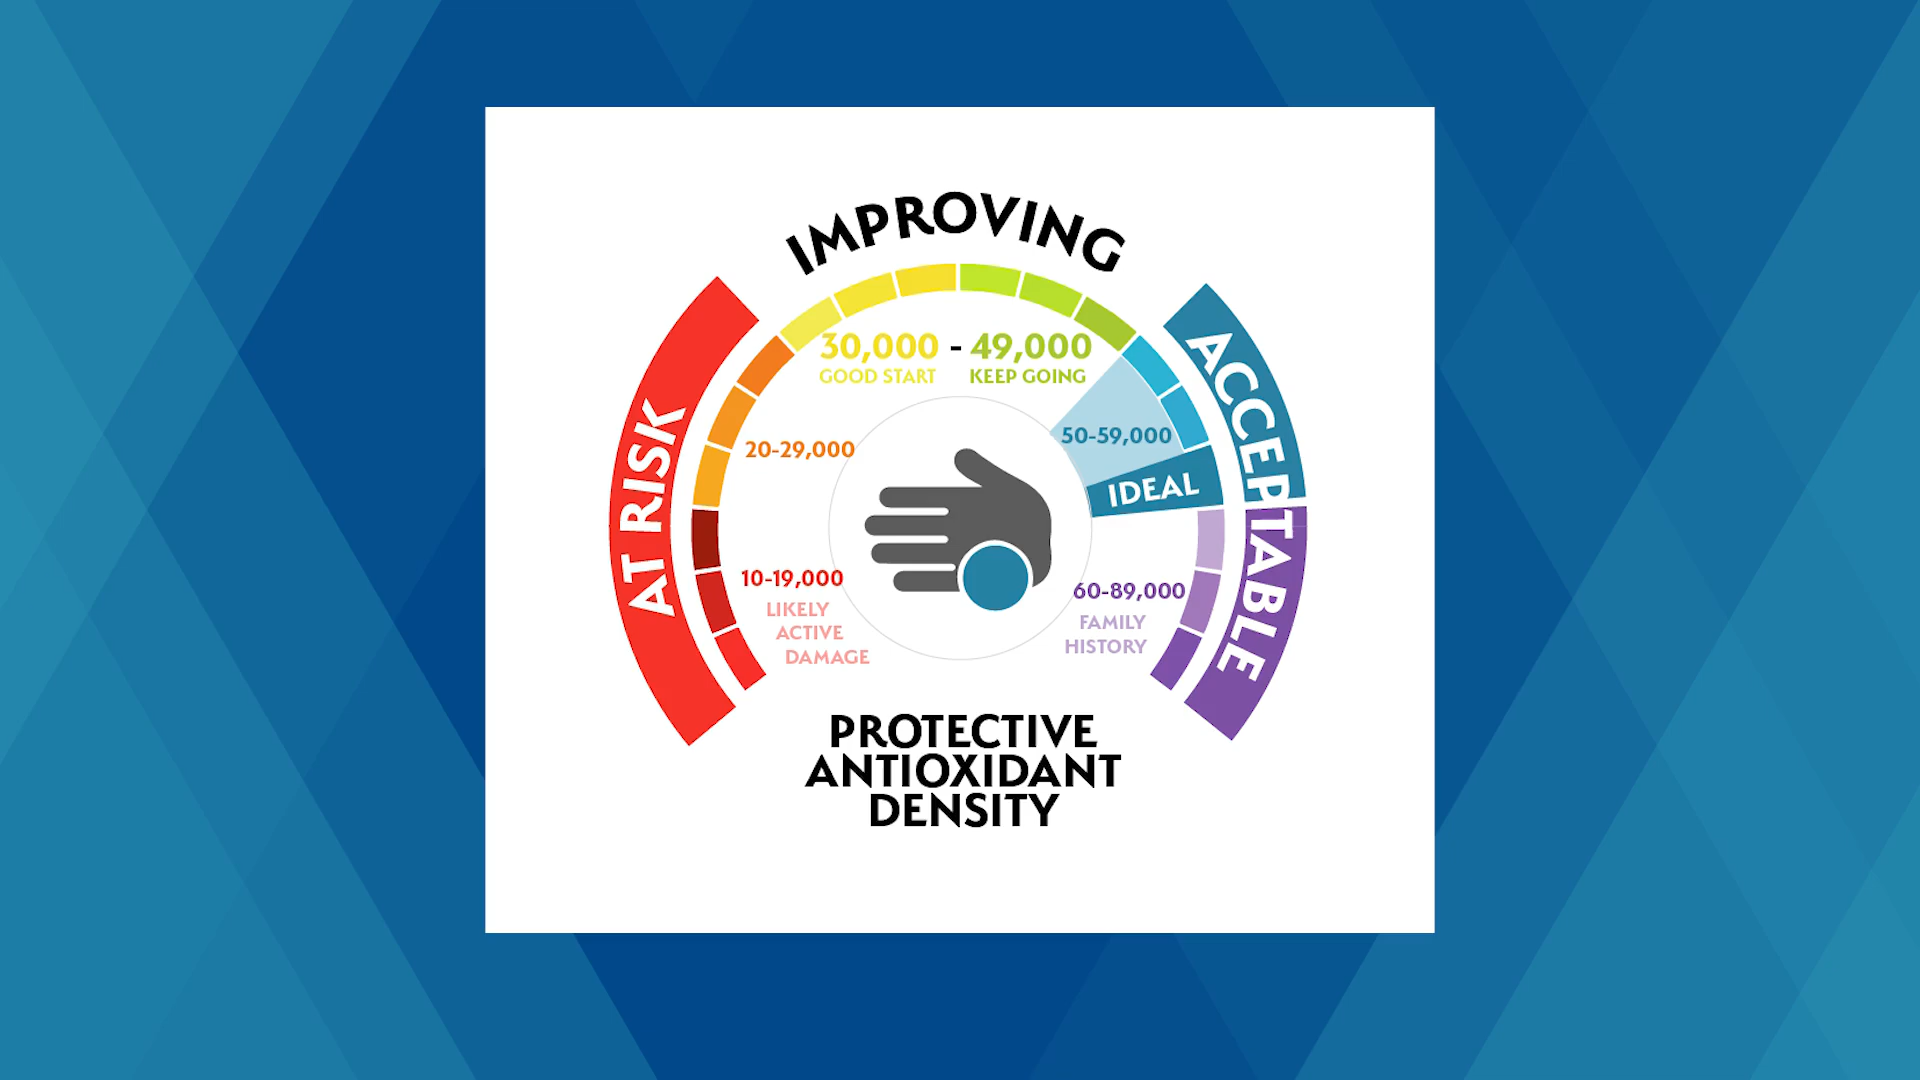 IMPROVING
AT RISK
ACCEPTABLE
30,000 - 49,000
GOOD START
KEEP GOING
20-29,000
50-59,000
IDEAL
10-19,000
LIKELY
ACTIVE
DAMAGE
60-89,000
FAMILY
HISTORY
PROTECTIVE
ANTIOXIDANT
DENSITY